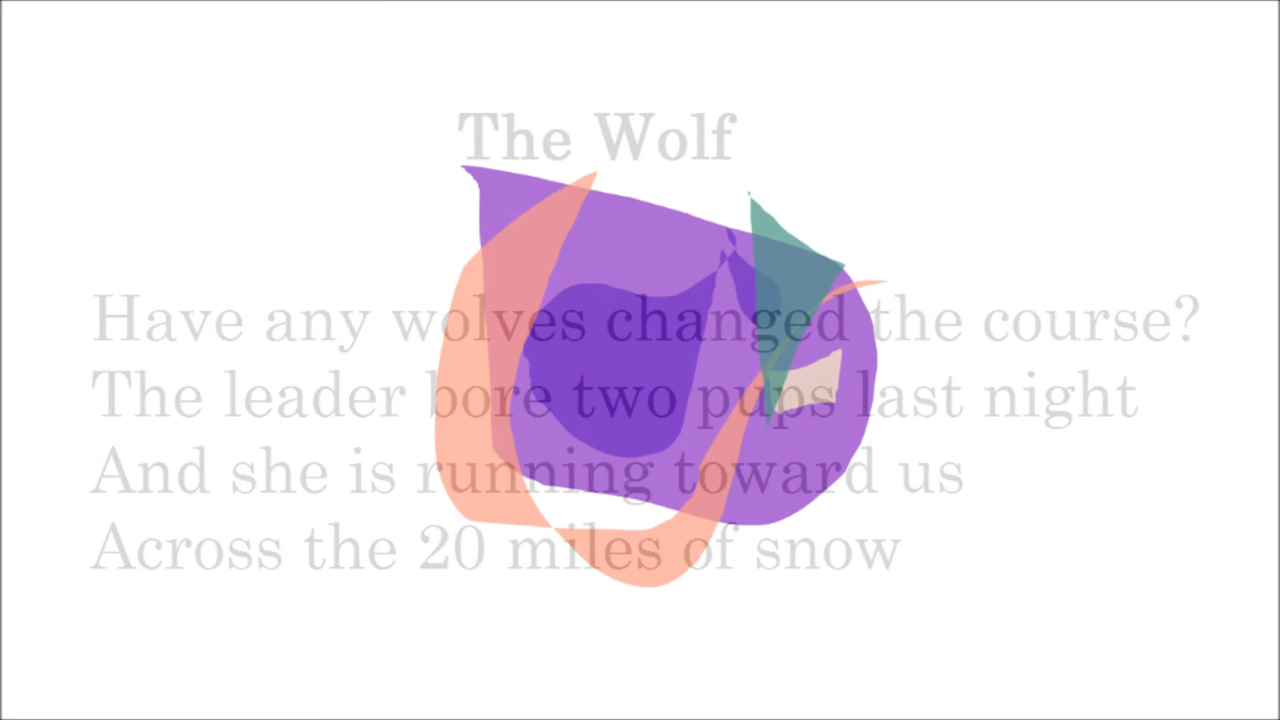 The Wolf
Have any wolves changed the course?
The leader bore two pups last night
And she is running toward us
Across the 20 miles of snow